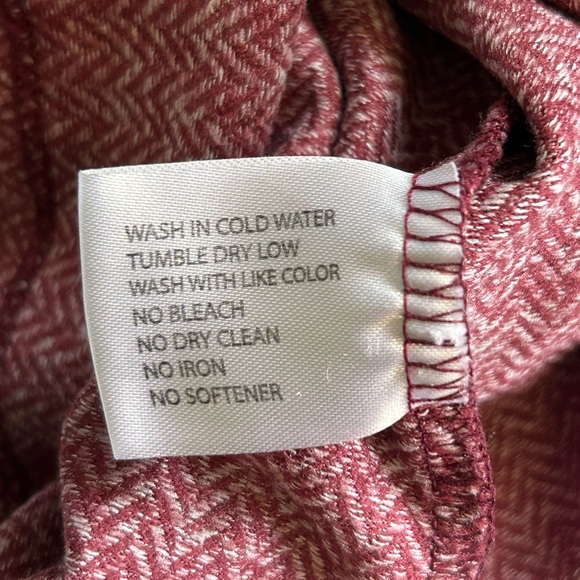 WASH IN COLD WATER
TUMBLE DRY LOW
WASH WITH LIKE COLOR
NO BLEACH
NO DRY CLEAN
NO IRON
NO SOFTENER